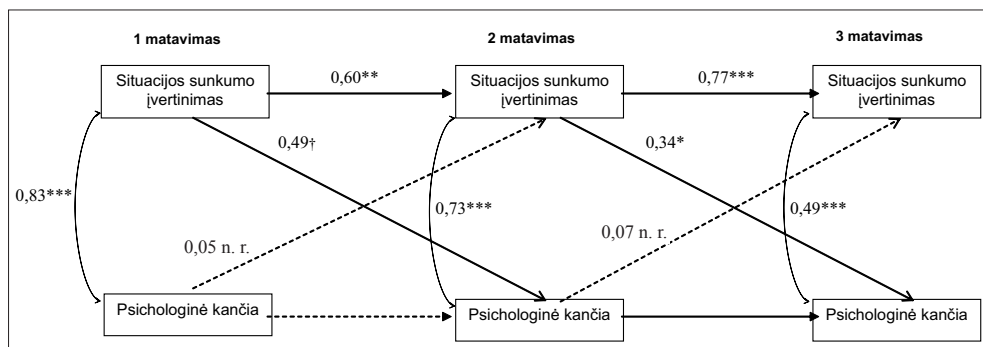 1 matavimas
2 matavimas
3 matavimas
Situacijos sunkumo
įvertinimas
0,60**
Situacijos sunkumo
įvertinimas
0,77***
Situacijos sunkumo
įvertinimas
0,49†
0,34*
0,83***
0,73***
0,49***
0,05 n. r.
0,07 n. r.
Psichologinė kančia
Psichologinė kančia
Psichologinė kančia